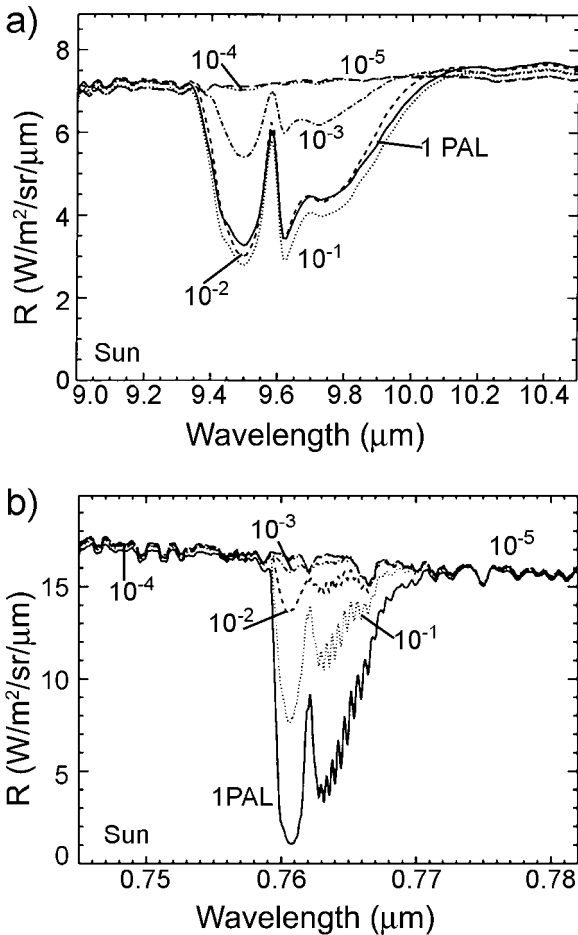 a)
R (W/m²/sr/μm)
8
6
4
2
0
10⁻⁴
10⁻⁵
10⁻³
1 PAL
10⁻²
10⁻¹
Sun
9.0 9.2 9.4 9.6 9.8 10.0 10.2 10.4
Wavelength (μm)
b)
R (W/m²/sr/μm)
15
10
5
0
10⁻³
10⁻⁵
10⁻⁴
10⁻²
10⁻¹
1PAL
Sun
0.75 0.76 0.77 0.78
Wavelength (μm)